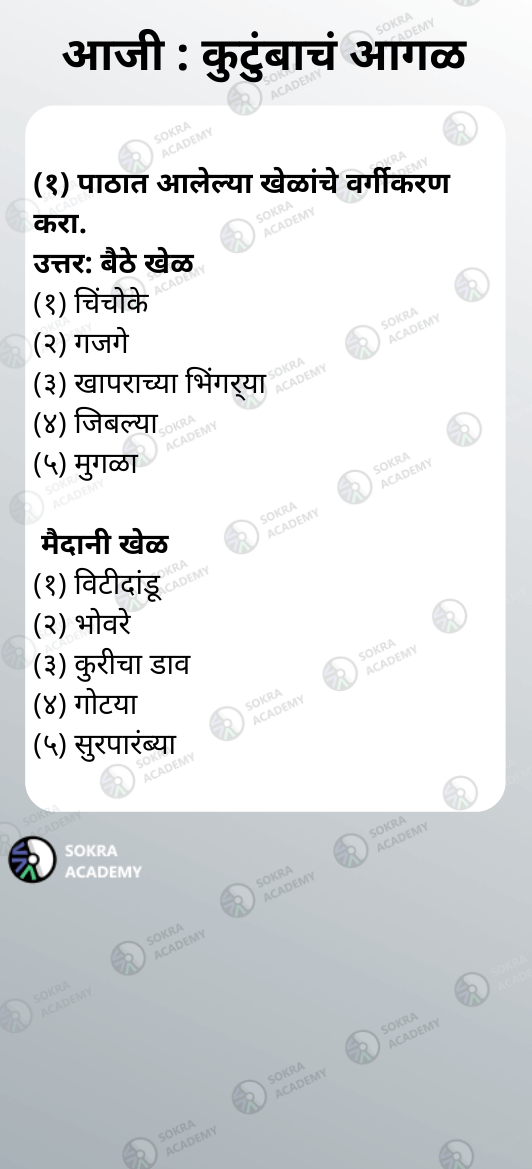 आजी : कुटुंबाचं आगळ
(१) पाठात आलेल्या खेळांचे वर्गीकरण
करा.
उत्तर: बैठे खेळ
(१) चिंचोके
(२) गजगे
(३) खापराच्या भिंगऱ्या
(४) जिबल्या
(५) मुगळा
मैदानी खेळ
(१) विटीदांडू
(२) भोवरे
(३) कुरीचा डाव
(४) गोटया
(५) सुरपारंब्या
SOKRA
ACADEMY